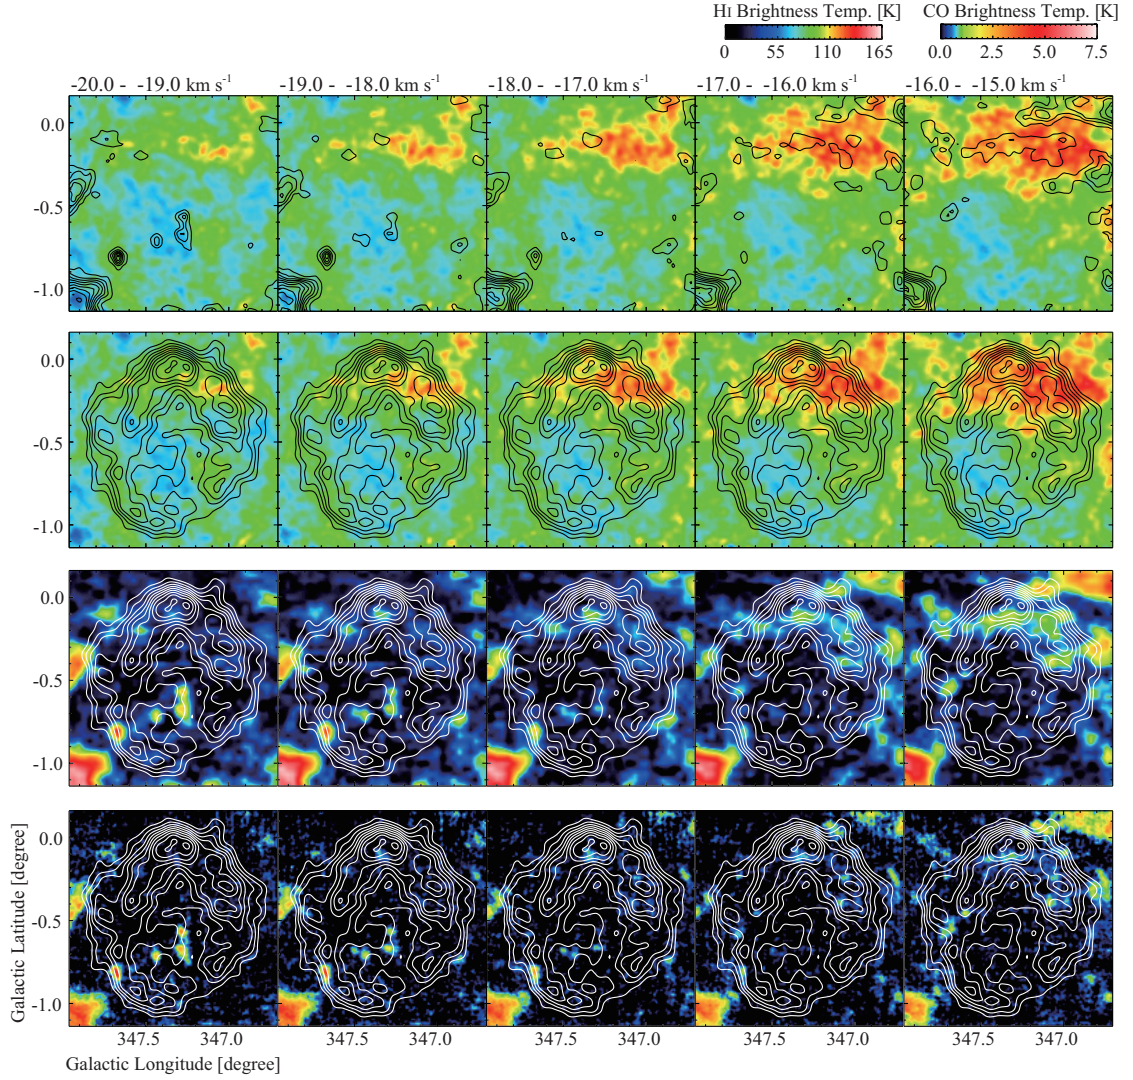 HI Brightness Temp. [K] CO Brightness Temp. [K]
0 55 110 165 0.0 2.5 5.0 7.5
-20.0 - -19.0 km s⁻¹ -19.0 - -18.0 km s⁻¹ -18.0 - -17.0 km s⁻¹ -17.0 - -16.0 km s⁻¹ -16.0 - -15.0 km s⁻¹
0.0
-0.5
-1.0
0.0
-0.5
-1.0
0.0
-0.5
-1.0
0.0
-0.5
-1.0
Galactic Latitude [degree]
347.5 347.0 347.5 347.0 347.5 347.0 347.5 347.0 347.5 347.0
Galactic Longitude [degree]